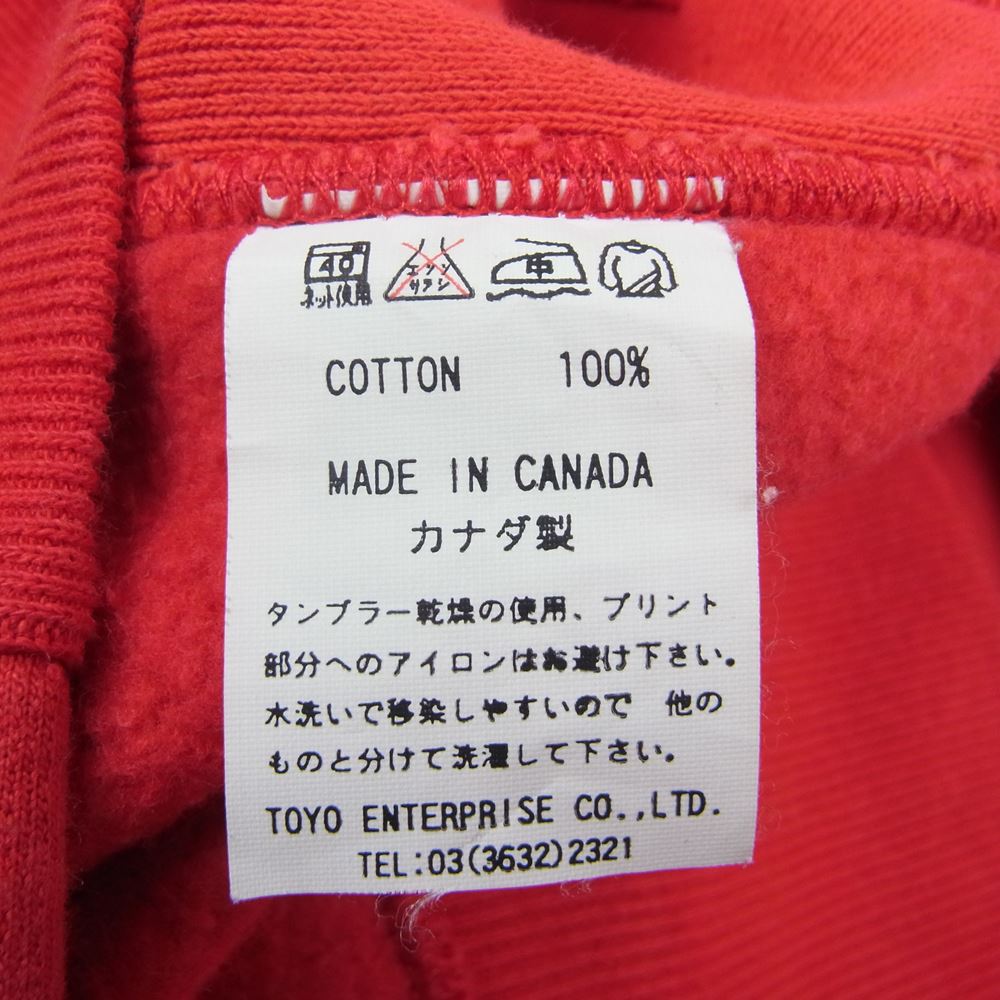 40 エンソ サラシ 中
ネット使用
COTTON 100%
MADE IN CANADA
カナダ製
タンブラー乾燥の使用、プリント
部分へのアイロンはお避け下さい。
水洗いで移染しやすいので 他の
ものと分けて洗濯して下さい。
TOYO ENTERPRISE CO.,LTD.
TEL:03(3632)2321